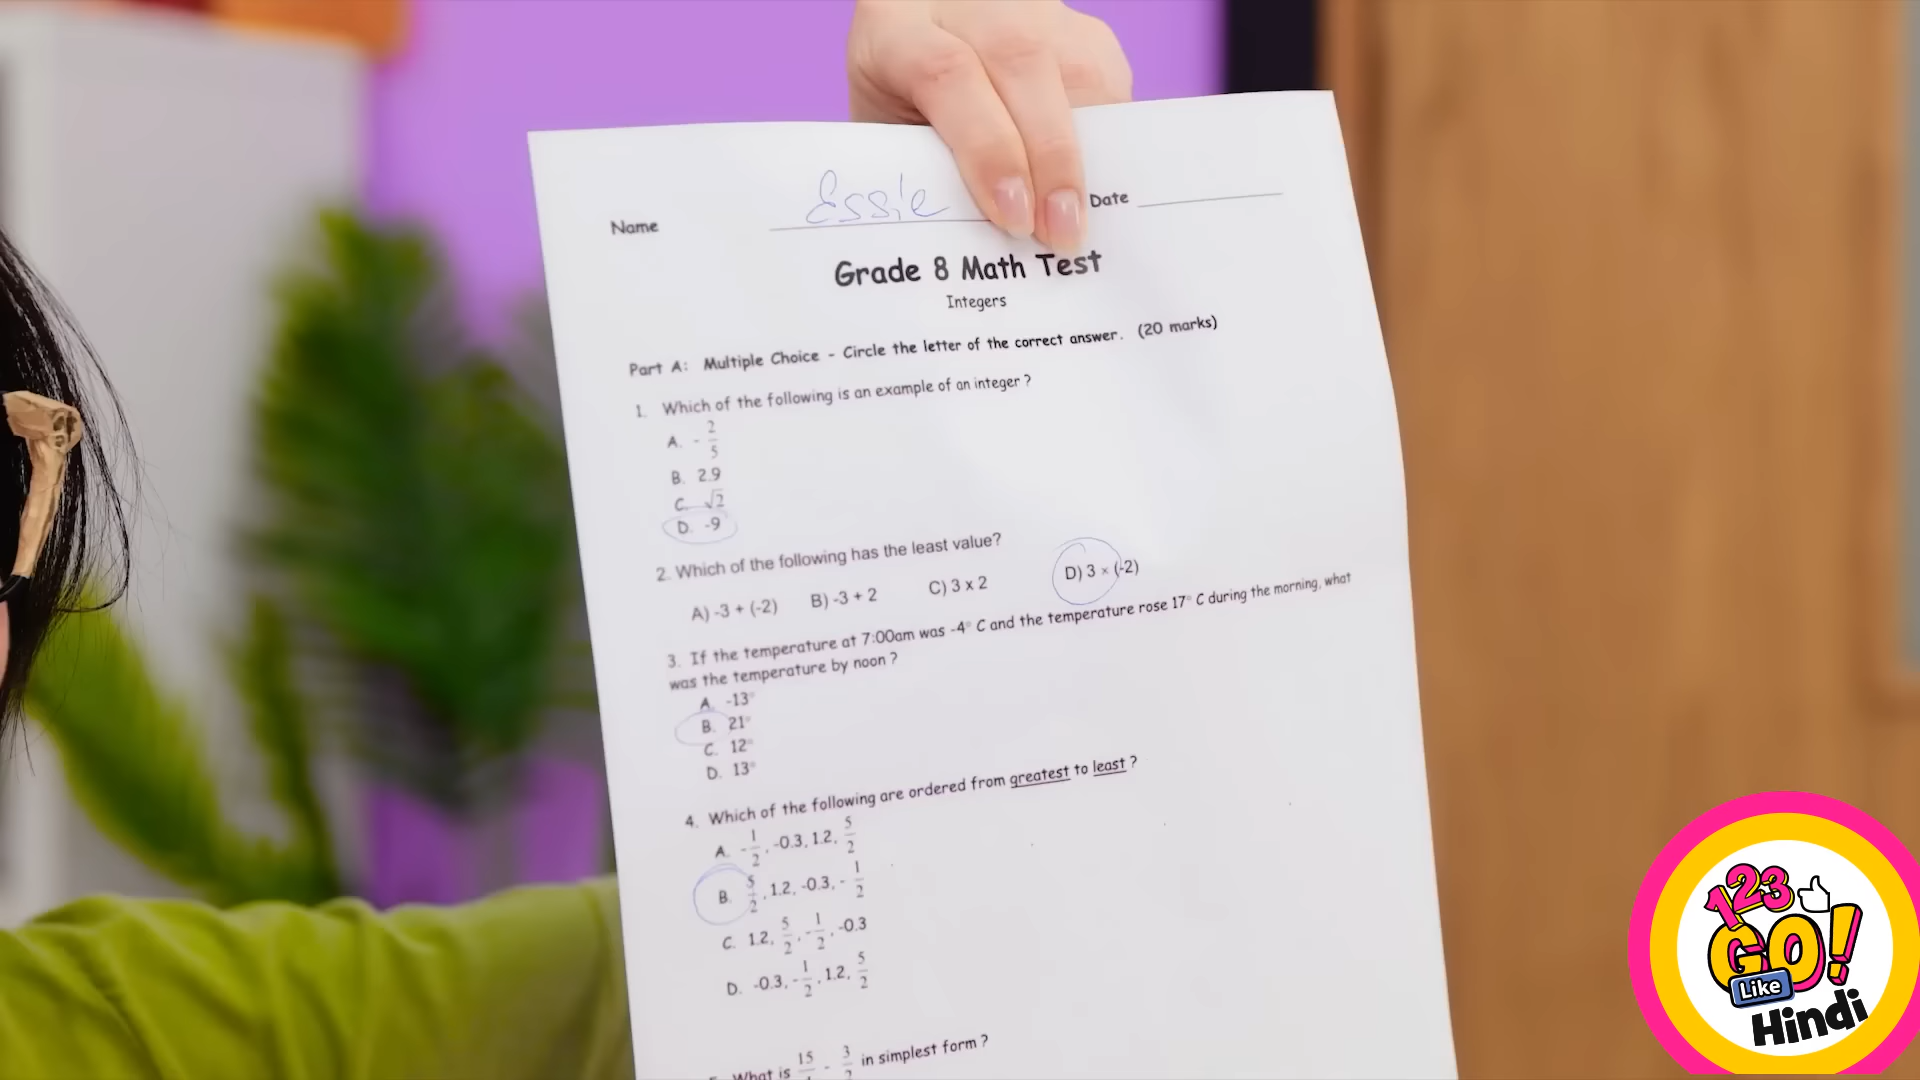 Name Essie Date
Grade 8 Math Test
Integers
Part A: Multiple Choice - Circle the letter of the correct answer. (20 marks)
1. Which of the following is an example of an integer ?
A. - 2/5
B. 2.9
C. √2
D. -9
2. Which of the following has the least value?
A) -3 + (-2) B) -3 + 2 C) 3 x 2 D) 3 × (-2)
3. If the temperature at 7:00am was -4° C and the temperature rose 17° C during the morning, what
was the temperature by noon ?
A. -13°
B. 21°
C. 12°
D. 13°
4. Which of the following are ordered from greatest to least ?
A. -1/2, -0.3, 1.2, 5/2
B. 5/2, 1.2, -0.3, -1/2
C. 1.2, 5/2, -1/2, -0.3
D. -0.3, -1/2, 1.2, 5/2
What is 15 - 3/2 in simplest form ?
123
GO!
Like
Hindi